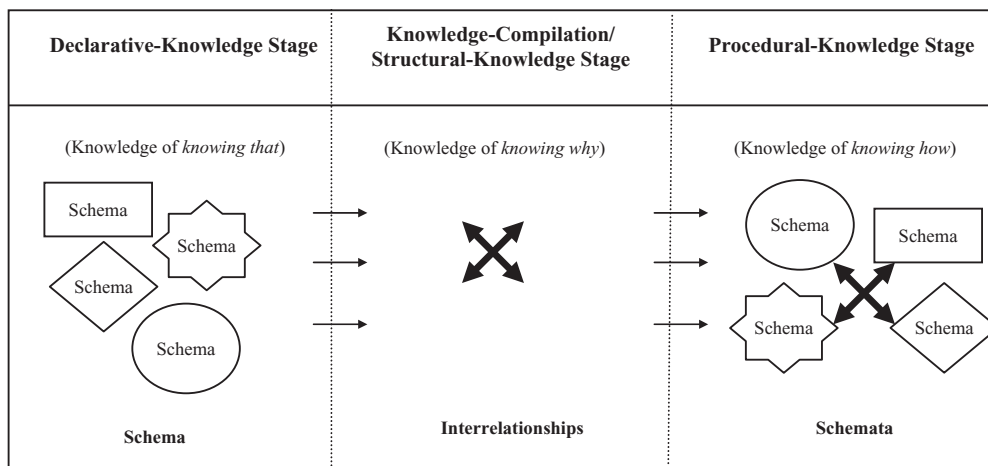 Declarative-Knowledge Stage
Knowledge-Compilation/
Structural-Knowledge Stage
Procedural-Knowledge Stage
(Knowledge of knowing that)
Schema
Schema
Schema
Schema
Schema
(Knowledge of knowing why)
Interrelationships
(Knowledge of knowing how)
Schema
Schema
Schema
Schema
Schemata